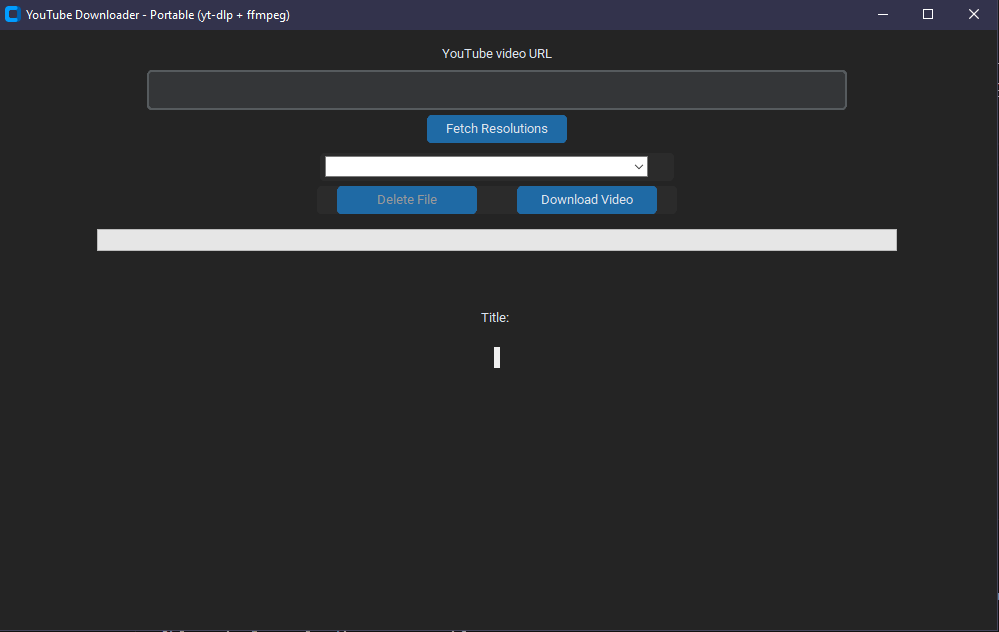 YouTube Downloader - Portable (yt-dlp + ffmpeg)
YouTube video URL
Fetch Resolutions
Delete File
Download Video
Title: